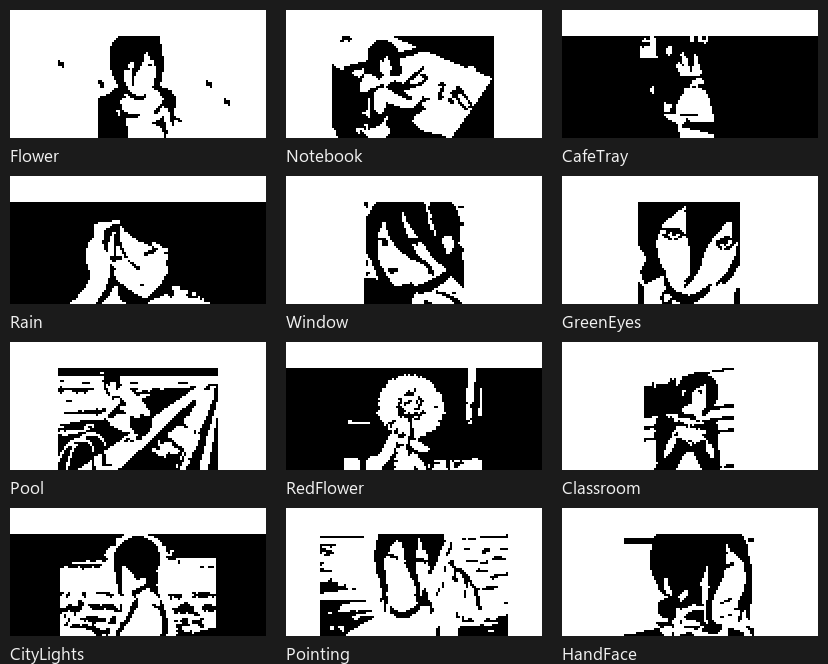 Flower
Notebook
CafeTray
Rain
Window
GreenEyes
Pool
RedFlower
Classroom
CityLights
Pointing
HandFace